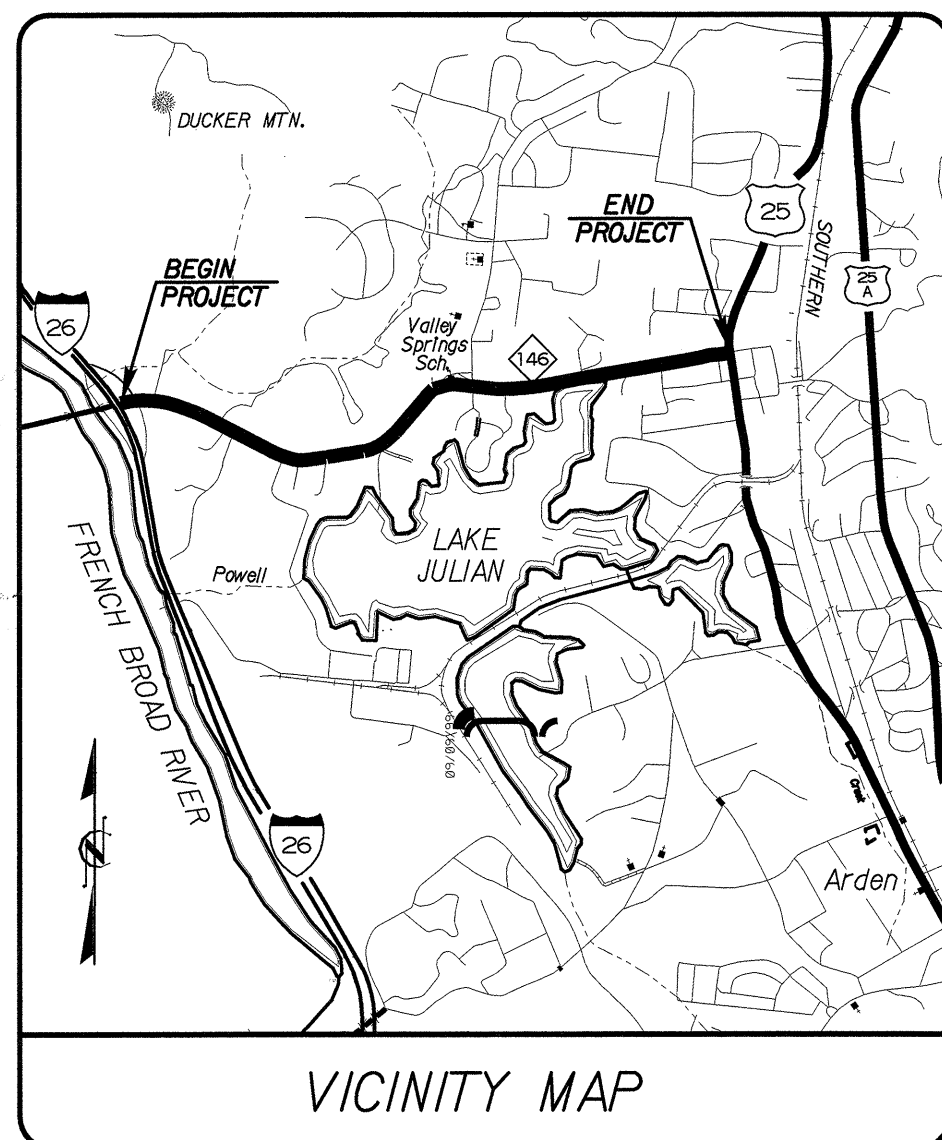 DUCKER MTN.
END
PROJECT
25
SOUTHERN
25
A
BEGIN
PROJECT
26
Valley
Springs
Sch.
146
LAKE
JULIAN
Powell
FRENCH BROAD RIVER
26
Creek
Arden
VICINITY MAP